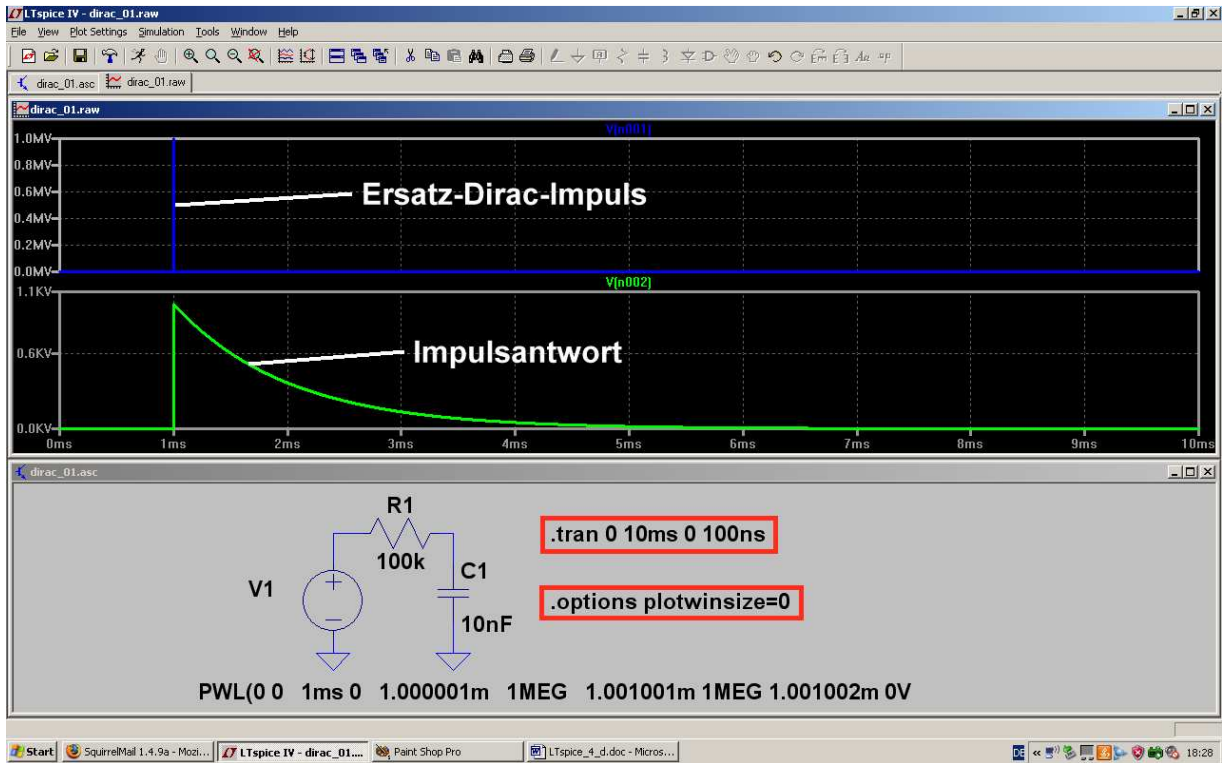 LTspice IV - dirac_01.raw
File View Plot Settings Simulation Tools Window Help
dirac_01.asc dirac_01.raw
dirac_01.raw
V(n001)
1.0MV
0.8MV
0.6MV
0.4MV
0.2MV
0.0MV
Ersatz-Dirac-Impuls
V(n002)
1.1KV
0.6KV
0.0KV
Impulsantwort
0ms 1ms 2ms 3ms 4ms 5ms 6ms 7ms 8ms 9ms 10ms
dirac_01.asc
R1
100k
V1
C1
10nF
.tran 0 10ms 0 100ns
.options plotwinsize=0
PWL(0 0 1ms 0 1.000001m 1MEG 1.001001m 1MEG 1.001002m 0V
Start SquirrelMail 1.4.9a - Mozi... LTspice IV - dirac_01.... Paint Shop Pro LTspice_4_d.doc - Micros... DE 18:28